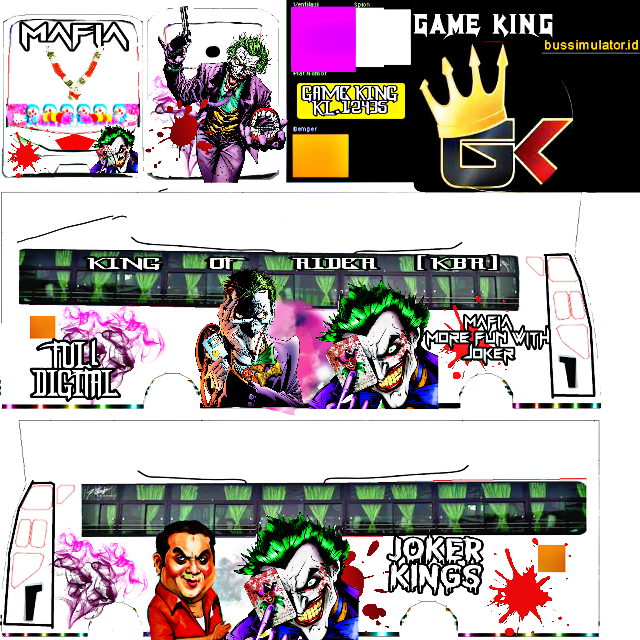 MAFIA
Ventilasi
Spion
GAME KING
bussimulator.id
Plat Nomor
GAME KING
KL 12435
Bemper
GK
KING OF RIDER [KBR]
MAFIA
MORE FUN WITH
JOKER
FULL
DIGITAL
JOKER
KINGS